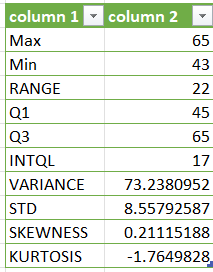 column 1 column 2
Max 65
Min 43
RANGE 22
Q1 45
Q3 65
INTQL 17
VARIANCE 73.2380952
STD 8.55792587
SKEWNESS 0.21115188
KURTOSIS -1.7649828